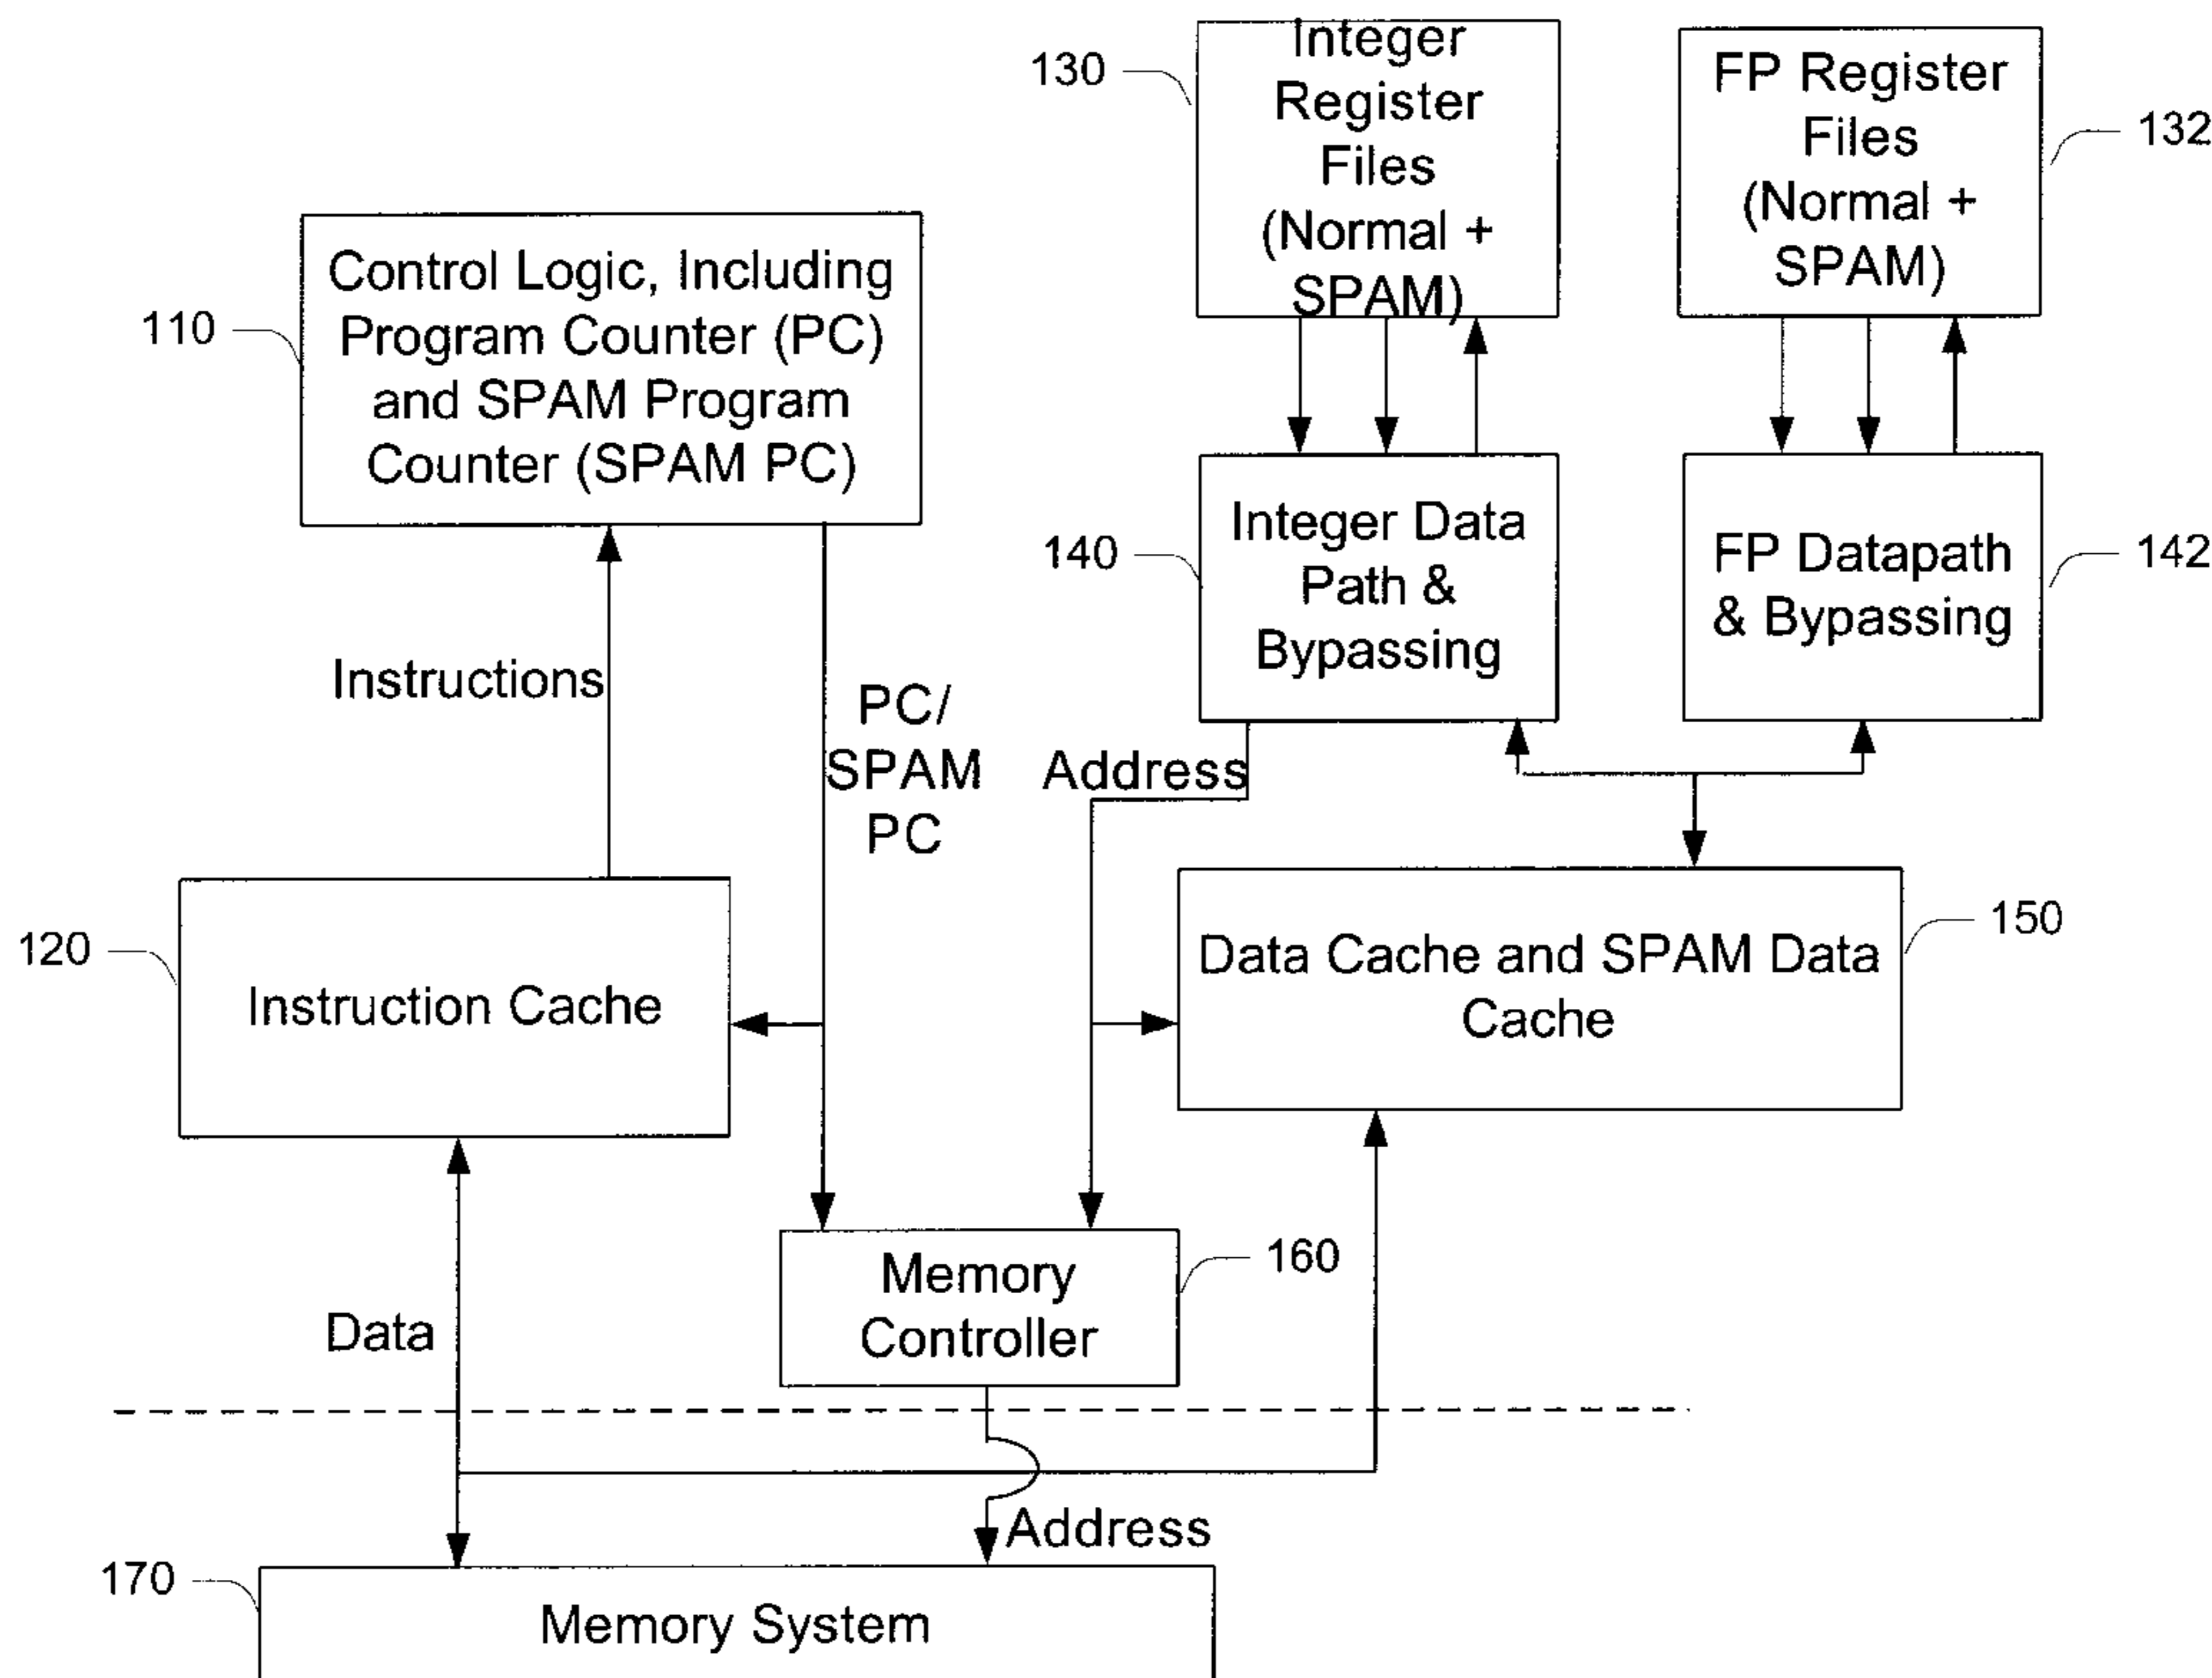 130
Integer
Register
Files
(Normal +
SPAM)
FP Register
Files
(Normal +
SPAM)
132
110
Control Logic, Including
Program Counter (PC)
and SPAM Program
Counter (SPAM PC)
140
Integer Data
Path &
Bypassing
FP Datapath
& Bypassing
142
Instructions
PC/
SPAM
PC
Address
120
Instruction Cache
Data Cache and SPAM Data
Cache
150
Memory
Controller
160
Data
Address
170
Memory System